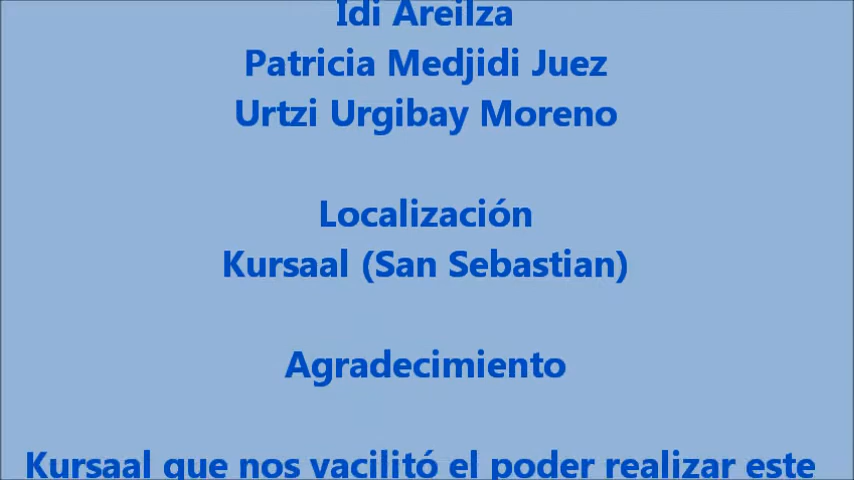 Idi Areilza
Patricia Medjidi Juez
Urtzi Urgibay Moreno
Localización
Kursaal (San Sebastian)
Agradecimiento
Kursaal que nos vacilitó el poder realizar este